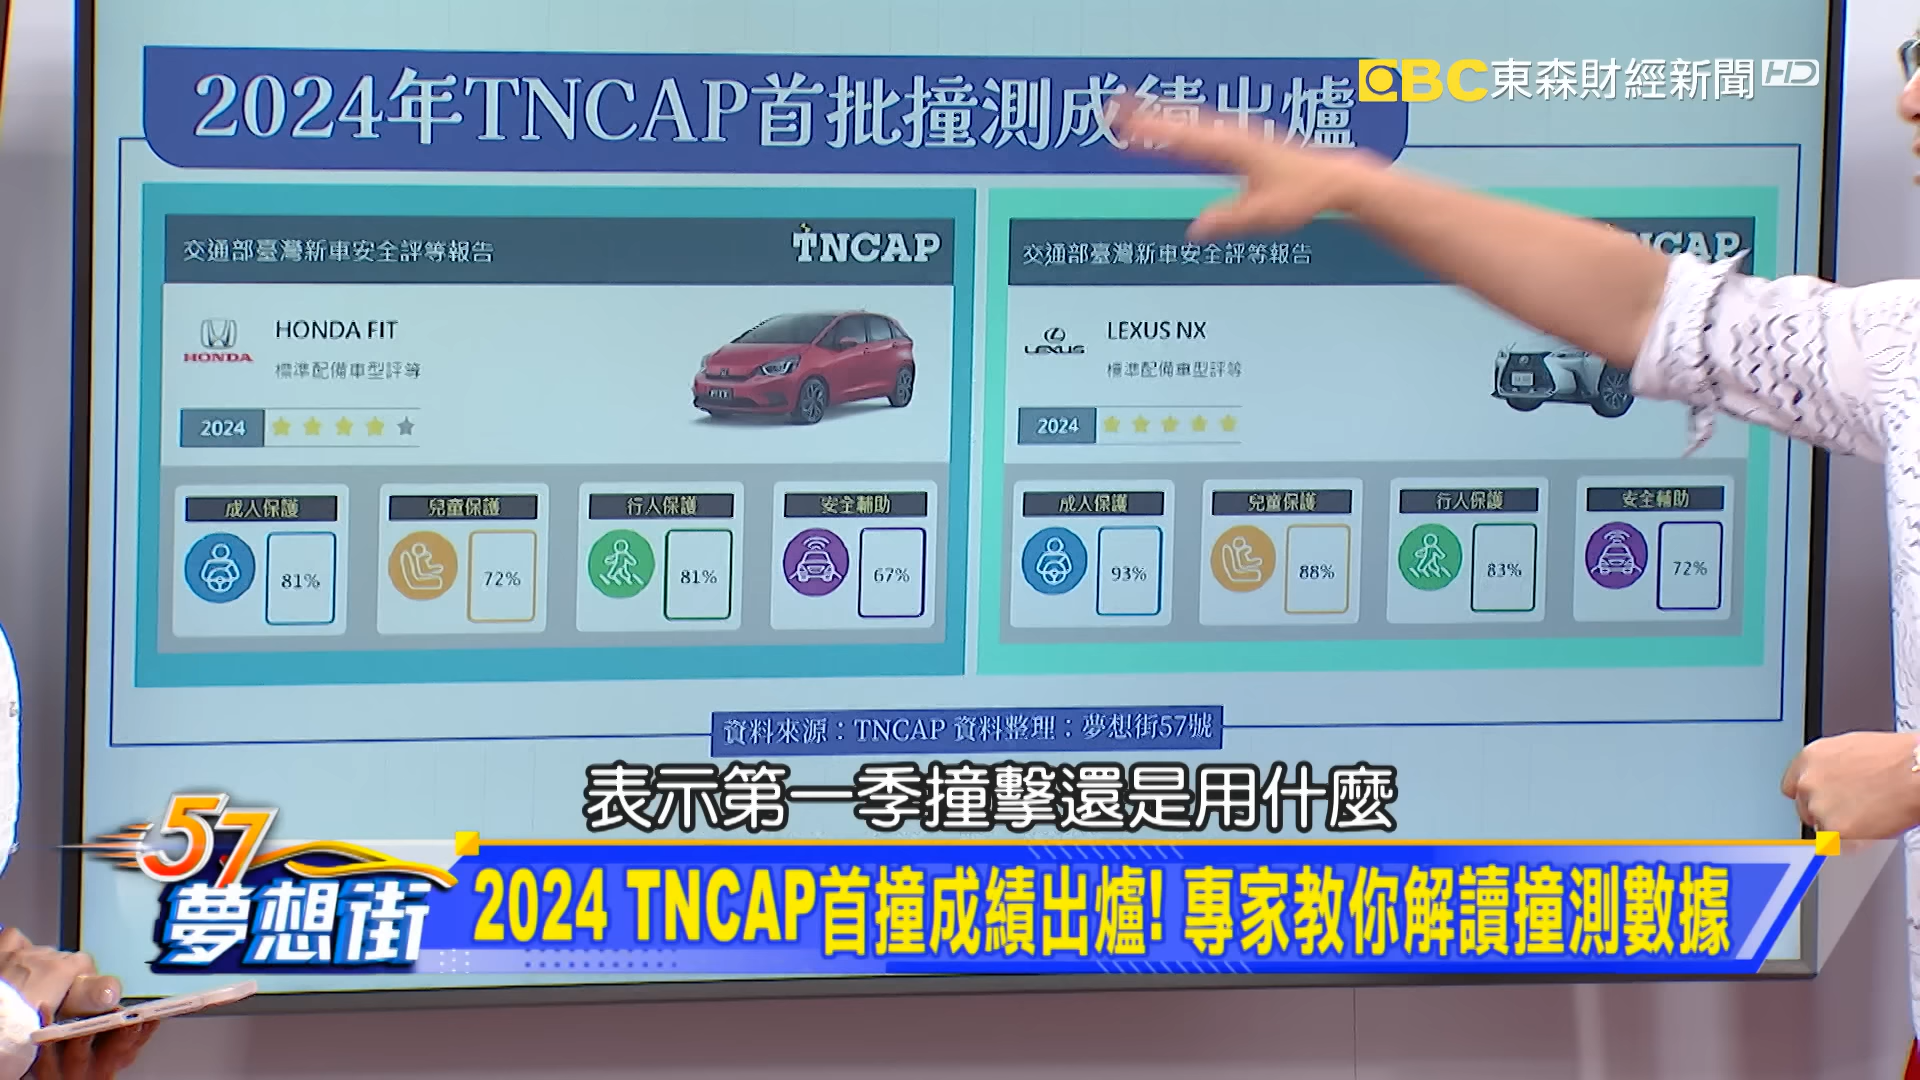 2024年TNCAP首批撞測成績出爐
EBC東森財經新聞HD
交通部臺灣新車安全評等報告
TNCAP
HONDA
HONDA FIT
標準配備車型評等
2024
成人保護
81%
兒童保護
72%
行人保護
81%
安全輔助
67%
交通部臺灣新車安全評等報告
TNCAP
LEXUS
LEXUS NX
標準配備車型評等
2024
成人保護
93%
兒童保護
88%
行人保護
83%
安全輔助
72%
資料來源：TNCAP 資料整理：夢想街57號
表示第一季撞擊還是用什麼
57
夢想街
2024 TNCAP首撞成績出爐! 專家教你解讀撞測數據